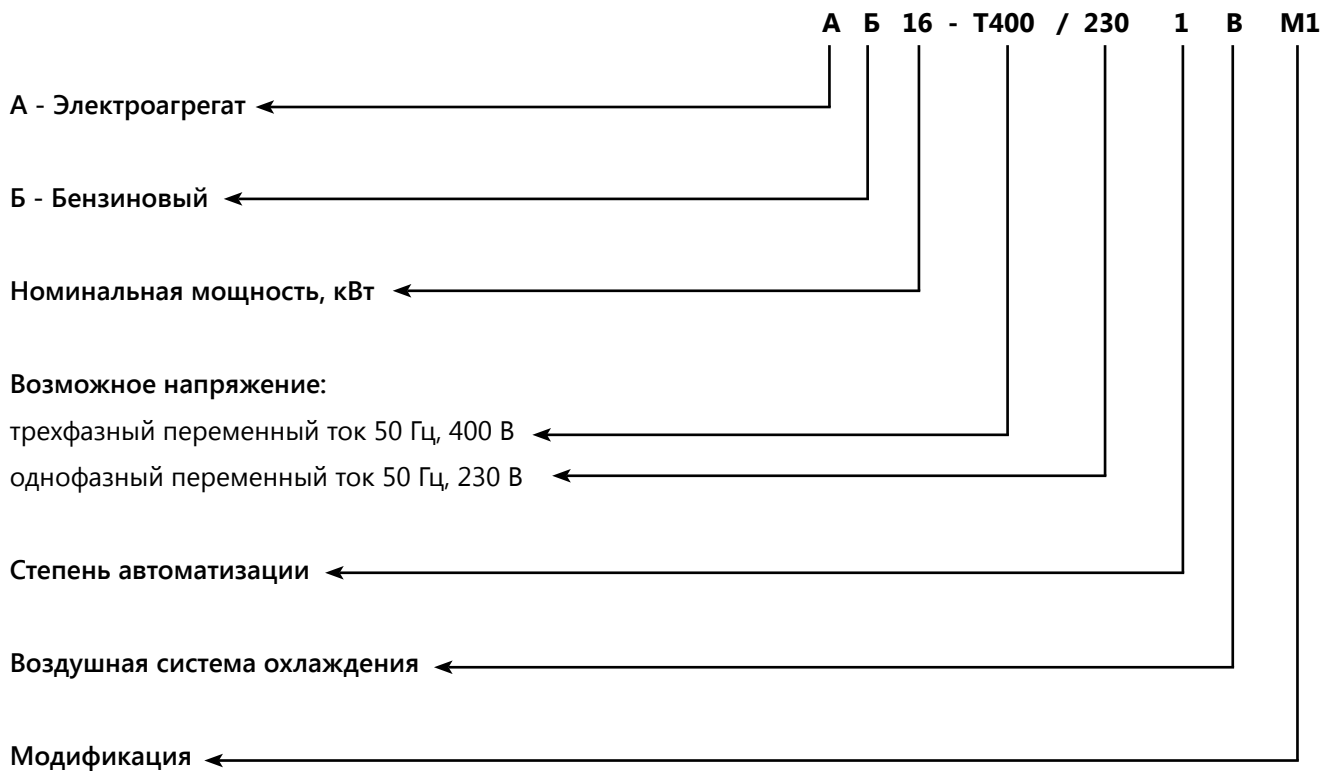 А Б 16 - Т400 / 230 1 В М1
А - Электроагрегат
Б - Бензиновый
Номинальная мощность, кВт
Возможное напряжение:
трехфазный переменный ток 50 Гц, 400 В
однофазный переменный ток 50 Гц, 230 В
Степень автоматизации
Воздушная система охлаждения
Модификация